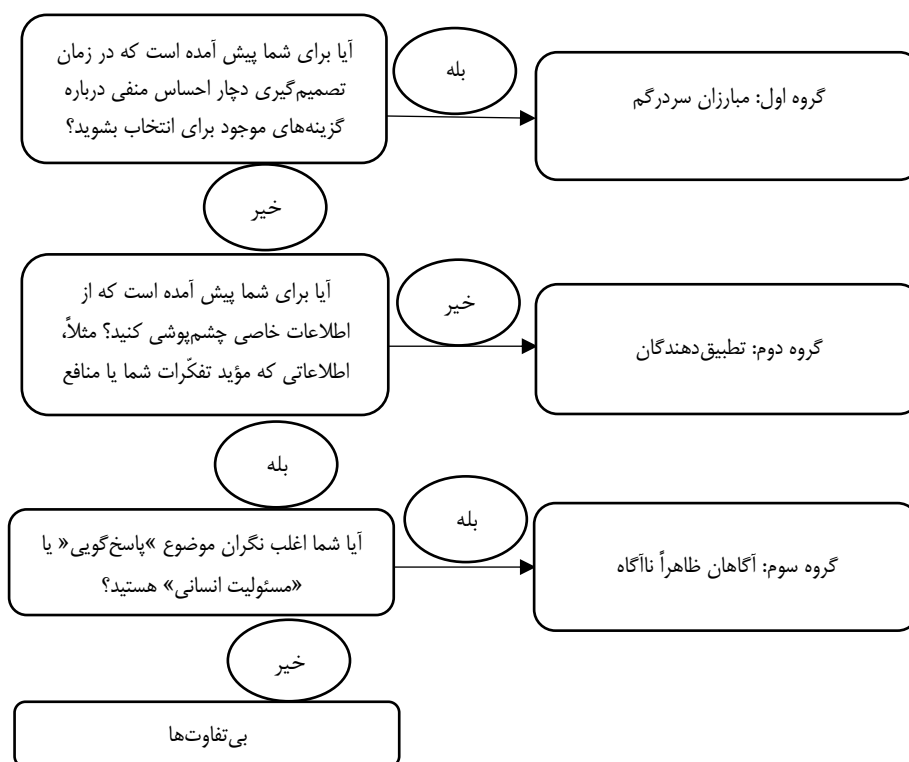 آیا برای شما پیش آمده است که در زمان
تصمیم‌گیری دچار احساس منفی درباره
گزینه‌های موجود برای انتخاب بشوید؟
بله
گروه اول: مبارزان سردرگم
خیر
آیا برای شما پیش آمده است که از
اطلاعات خاصی چشم‌پوشی کنید؟ مثلاً،
اطلاعاتی که مؤید تفکّرات شما یا منافع
خیر
گروه دوم: تطبیق‌دهندگان
بله
آیا شما اغلب نگران موضوع »پاسخ‌گویی« یا
«مسئولیت انسانی» هستید؟
بله
گروه سوم: آگاهان ظاهراً ناآگاه
خیر
بی‌تفاوت‌ها